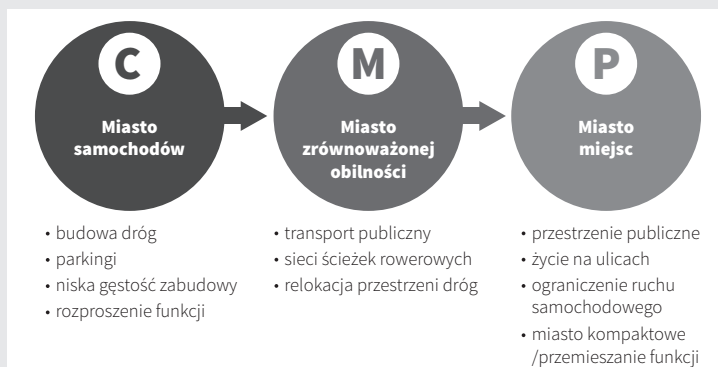 C
Miasto
samochodów
• budowa dróg
• parkingi
• niska gęstość zabudowy
• rozproszenie funkcji
M
Miasto
zrównoważonej
obilności
• transport publiczny
• sieci ścieżek rowerowych
• relokacja przestrzeni dróg
P
Miasto
miejsc
• przestrzenie publiczne
• życie na ulicach
• ograniczenie ruchu
samochodowego
• miasto kompaktowe
/przemieszanie funkcji